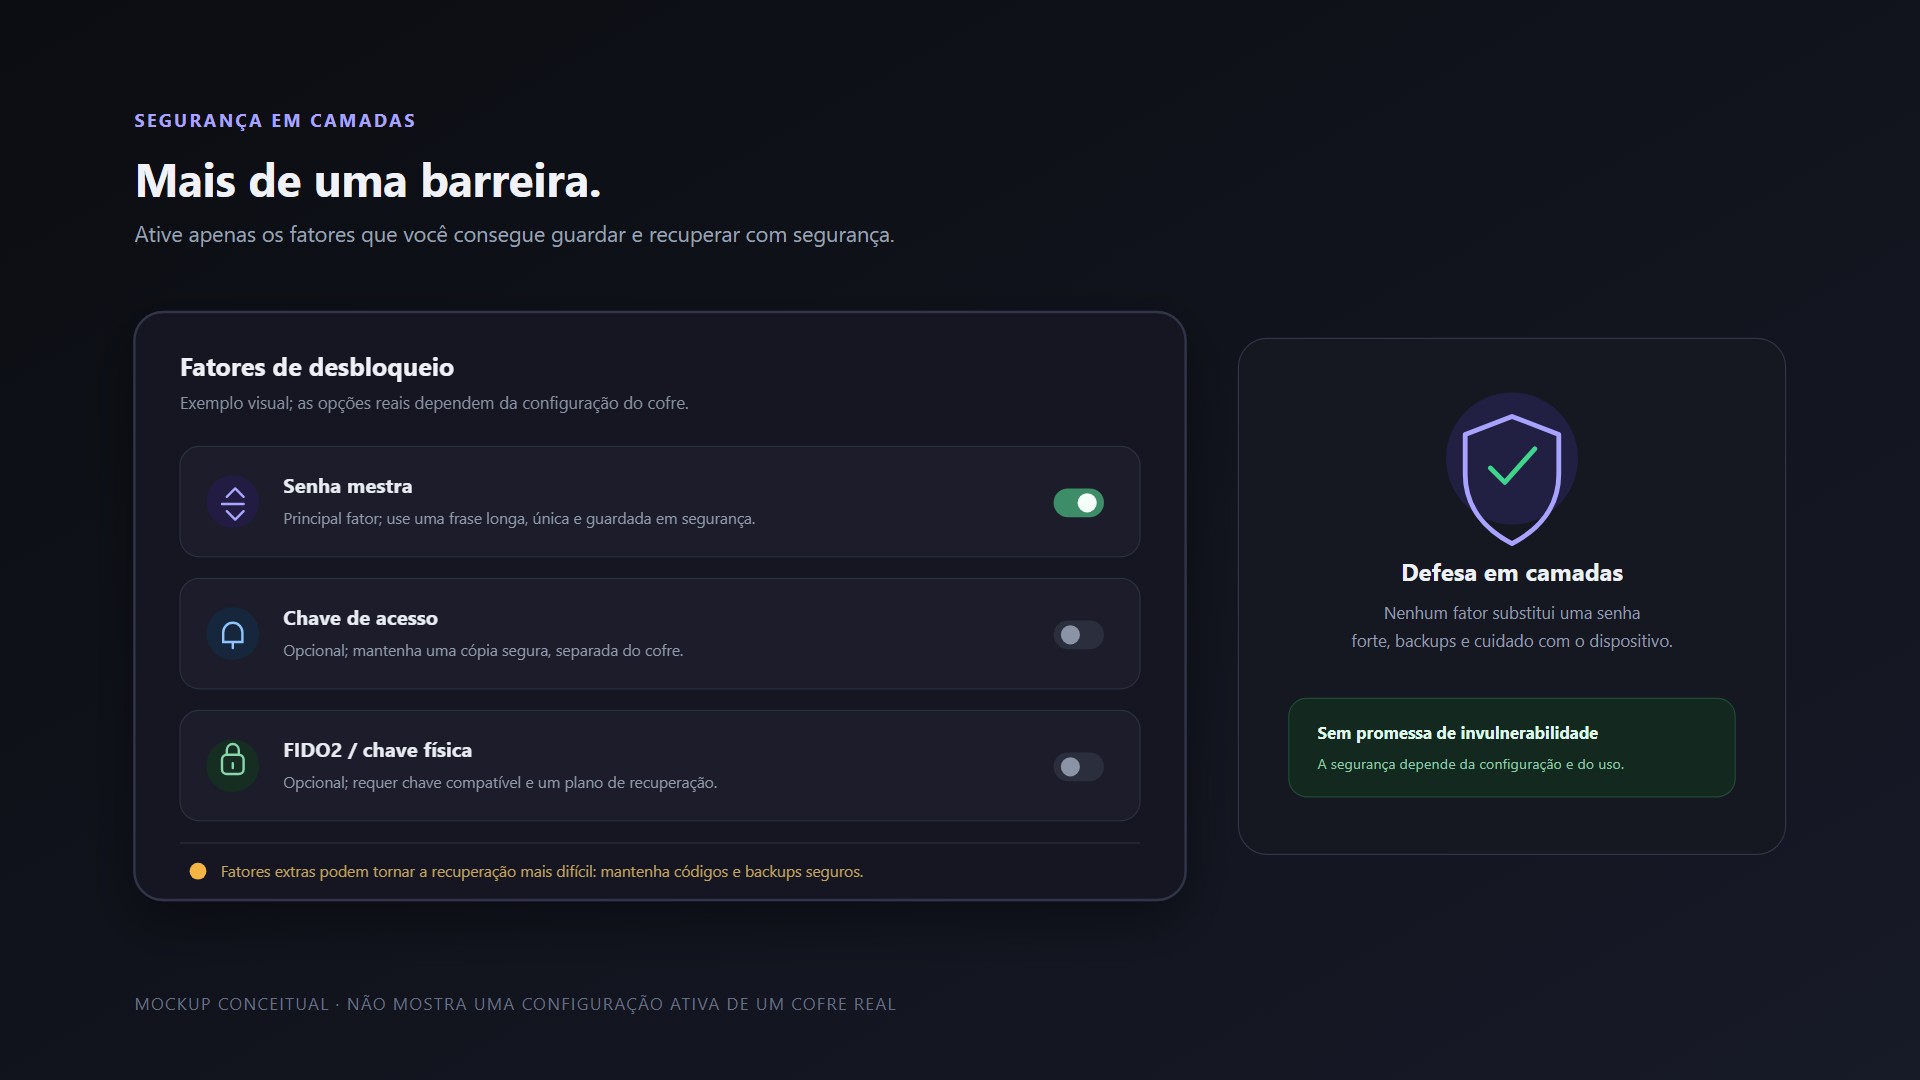 SEGURANÇA EM CAMADAS
Mais de uma barreira.
Ative apenas os fatores que você consegue guardar e recuperar com segurança.
Fatores de desbloqueio
Exemplo visual; as opções reais dependem da configuração do cofre.
Senha mestra
Principal fator; use uma frase longa, única e guardada em segurança.
Chave de acesso
Opcional; mantenha uma cópia segura, separada do cofre.
FIDO2 / chave física
Opcional; requer chave compatível e um plano de recuperação.
Fatores extras podem tornar a recuperação mais difícil: mantenha códigos e backups seguros.
Defesa em camadas
Nenhum fator substitui uma senha
forte, backups e cuidado com o dispositivo.
Sem promessa de invulnerabilidade
A segurança depende da configuração e do uso.
MOCKUP CONCEITUAL · NÃO MOSTRA UMA CONFIGURAÇÃO ATIVA DE UM COFRE REAL